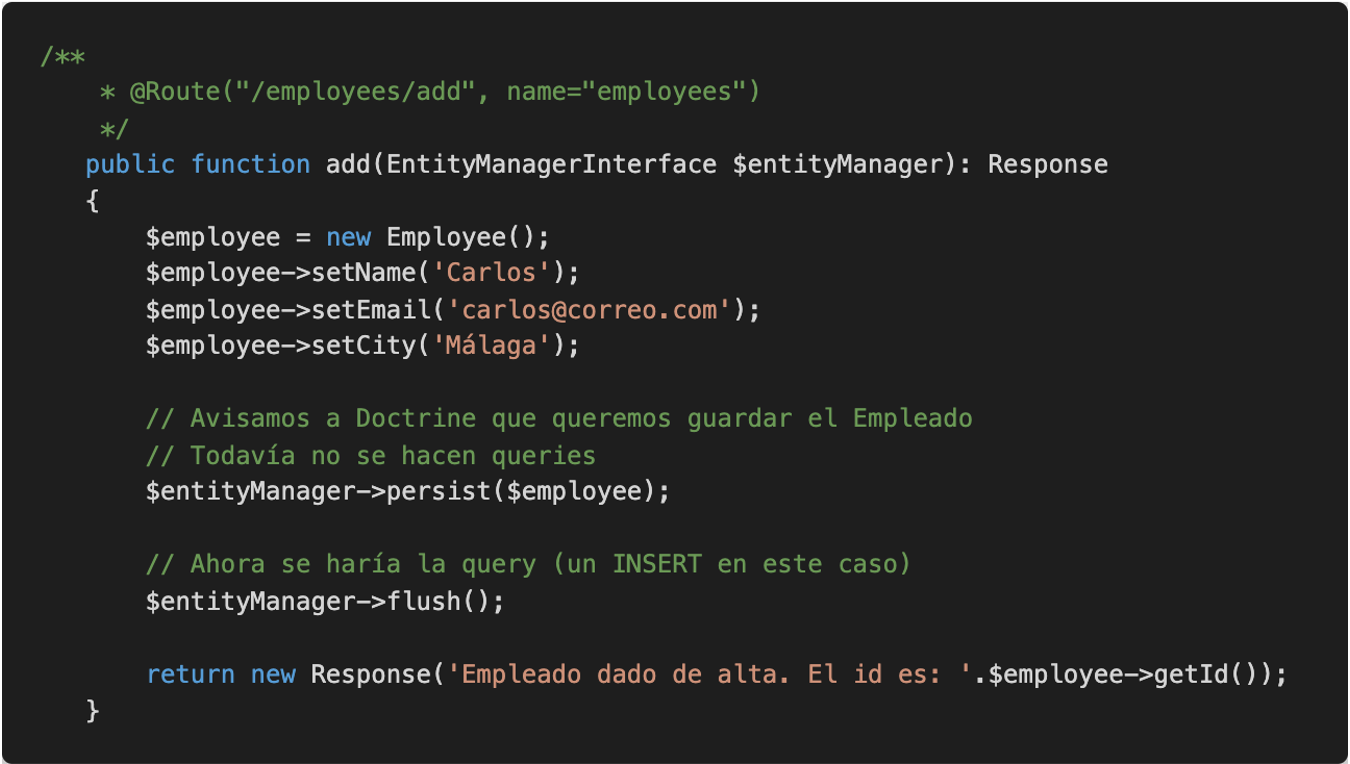 /**
* @Route("/employees/add", name="employees")
*/
public function add(EntityManagerInterface $entityManager): Response
{
$employee = new Employee();
$employee->setName('Carlos');
$employee->setEmail('carlos@correo.com');
$employee->setCity('Málaga');
// Avisamos a Doctrine que queremos guardar el Empleado
// Todavía no se hacen queries
$entityManager->persist($employee);
// Ahora se haría la query (un INSERT en este caso)
$entityManager->flush();
return new Response('Empleado dado de alta. El id es: '.$employee->getId());
}